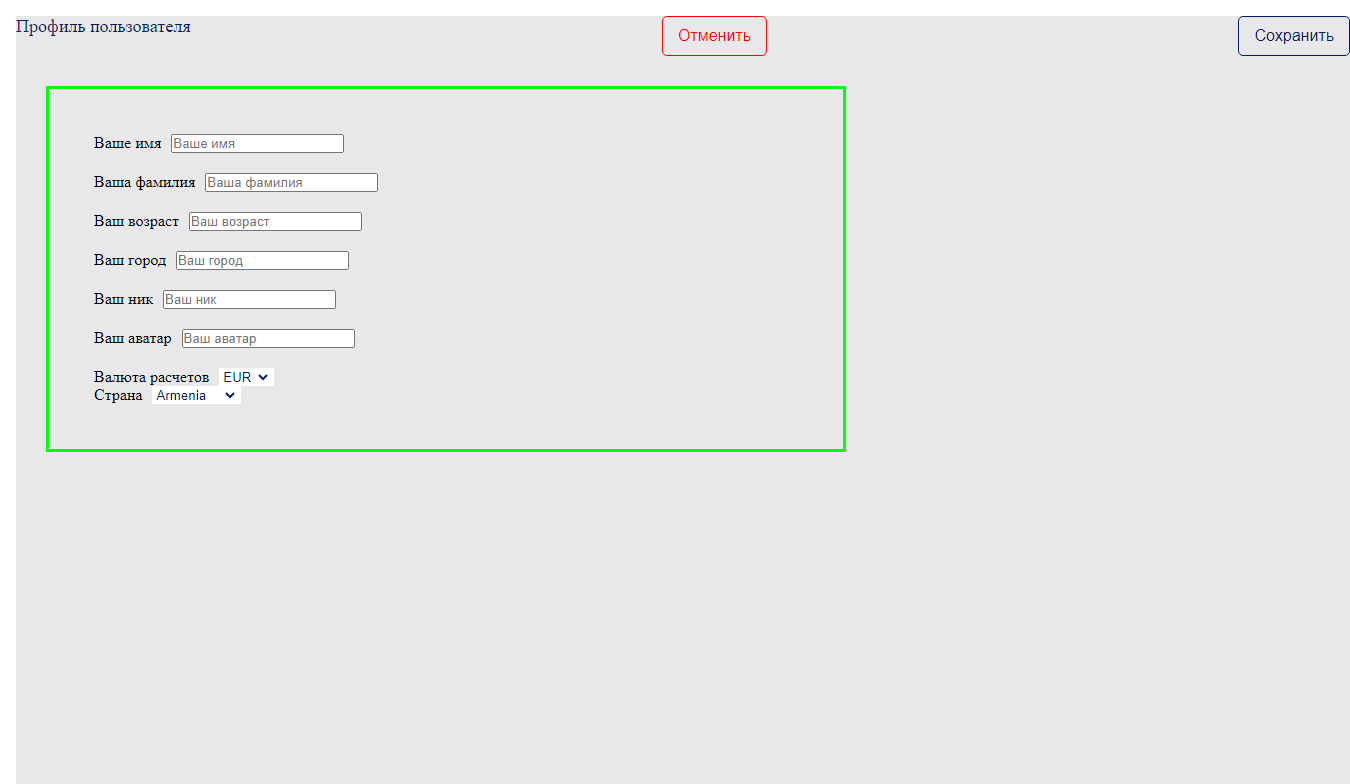 Профиль пользователя Отменить Сохранить
Ваше имя Ваше имя
Ваша фамилия Ваша фамилия
Ваш возраст Ваш возраст
Ваш город Ваш город
Ваш ник Ваш ник
Ваш аватар Ваш аватар
Валюта расчетов EUR
Страна Armenia